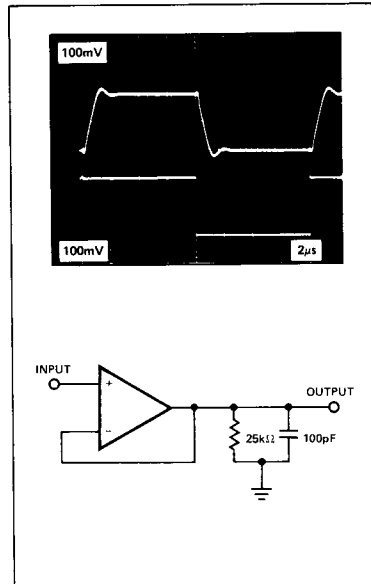 100mV
100mV
2μs
INPUT
+
−
OUTPUT
25kΩ
100pF